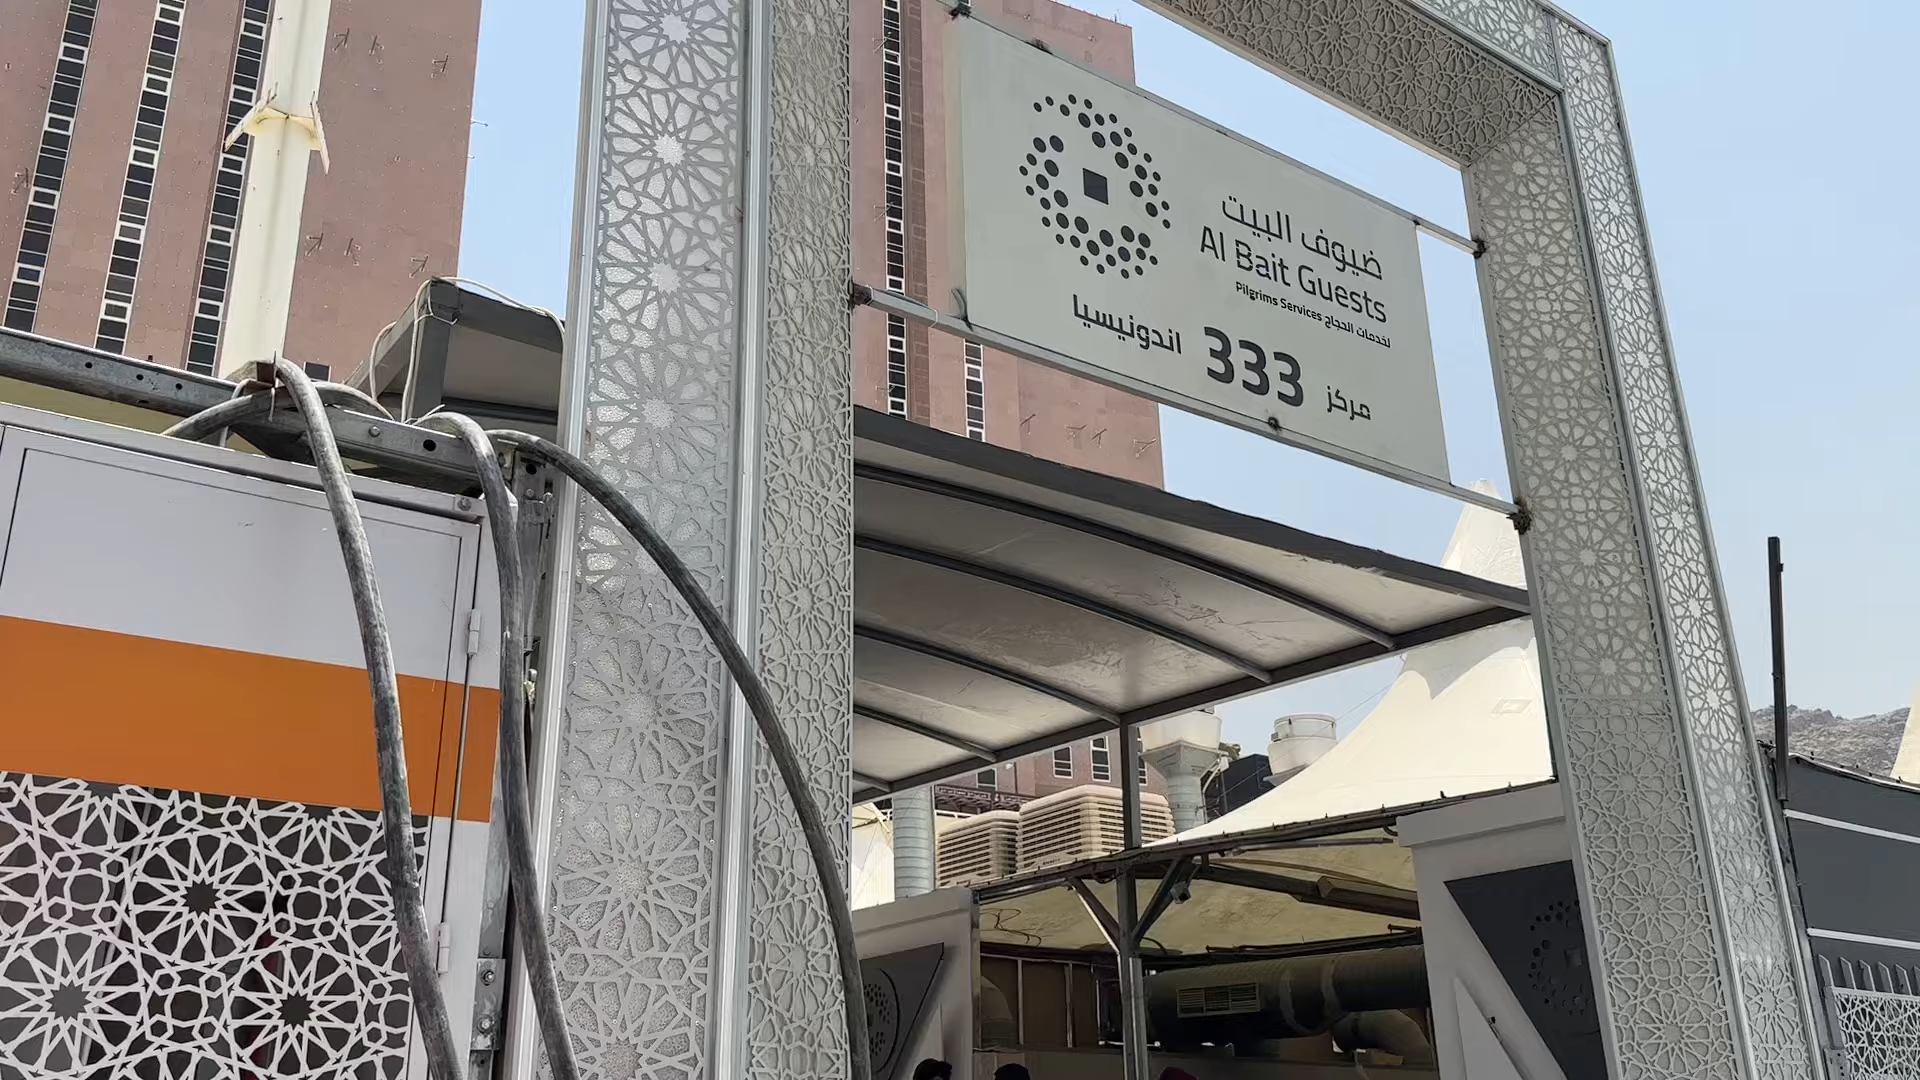 ضيوف البيت
Al Bait Guests
Pilgrims Services لخدمات الحجاج
مركز 333 اندونيسيا